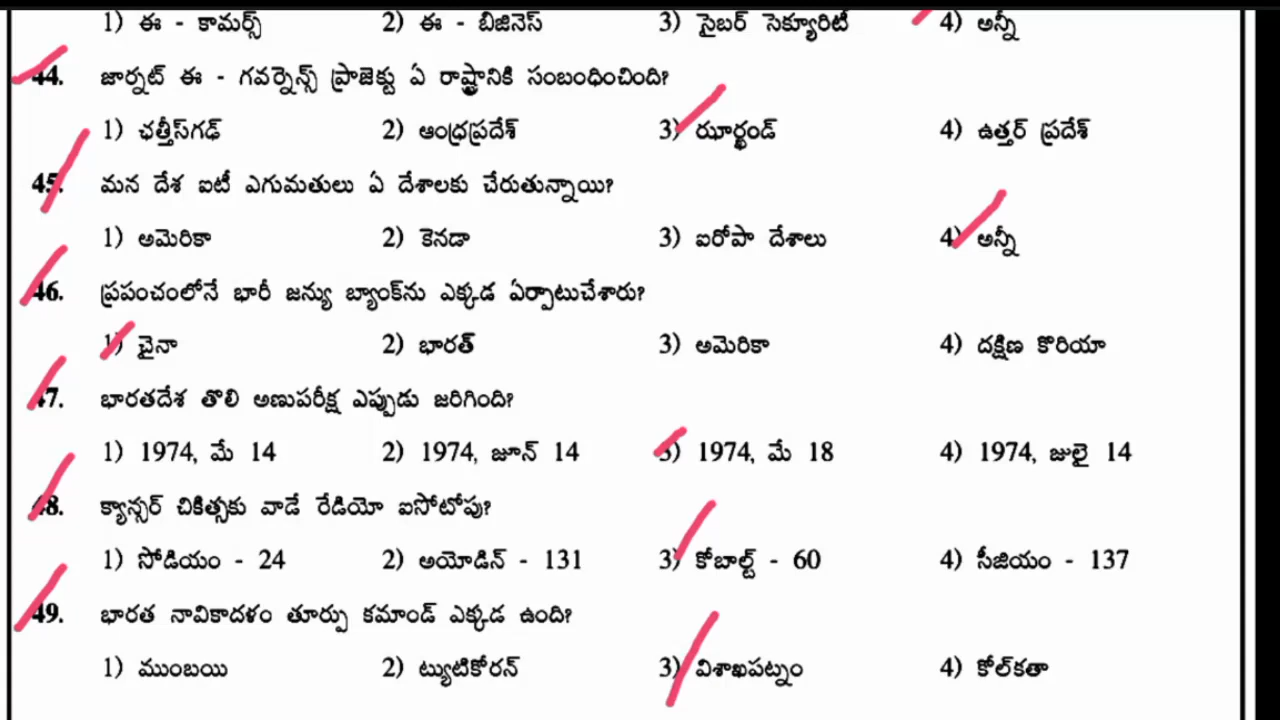 1) ఈ - కామర్స్ 2) ఈ - బిజినెస్ 3) సైబర్ సెక్యూరిటీ 4) అన్నీ
44. జార్నట్ ఈ - గవర్నెన్స్ ప్రాజెక్టు ఏ రాష్ట్రానికి సంబంధించింది?
1) ఛత్తీస్‌గఢ్ 2) ఆంధ్రప్రదేశ్ 3) ఝార్ఖండ్ 4) ఉత్తర్ ప్రదేశ్
45. మన దేశ ఐటీ ఎగుమతులు ఏ దేశాలకు చేరుతున్నాయి?
1) అమెరికా 2) కెనడా 3) ఐరోపా దేశాలు 4) అన్నీ
46. ప్రపంచంలోనే భారీ జన్యు బ్యాంక్‌ను ఎక్కడ ఏర్పాటుచేశారు?
1) చైనా 2) భారత్ 3) అమెరికా 4) దక్షిణ కొరియా
47. భారతదేశ తొలి అణుపరీక్ష ఎప్పుడు జరిగింది?
1) 1974, మే 14 2) 1974, జూన్ 14 3) 1974, మే 18 4) 1974, జులై 14
48. క్యాన్సర్ చికిత్సకు వాడే రేడియో ఐసోటోపు?
1) సోడియం - 24 2) అయోడిన్ - 131 3) కోబాల్ట్ - 60 4) సీజియం - 137
49. భారత నావికాదళం తూర్పు కమాండ్ ఎక్కడ ఉంది?
1) ముంబయి 2) ట్యుటికోరన్ 3) విశాఖపట్నం 4) కోల్‌కతా